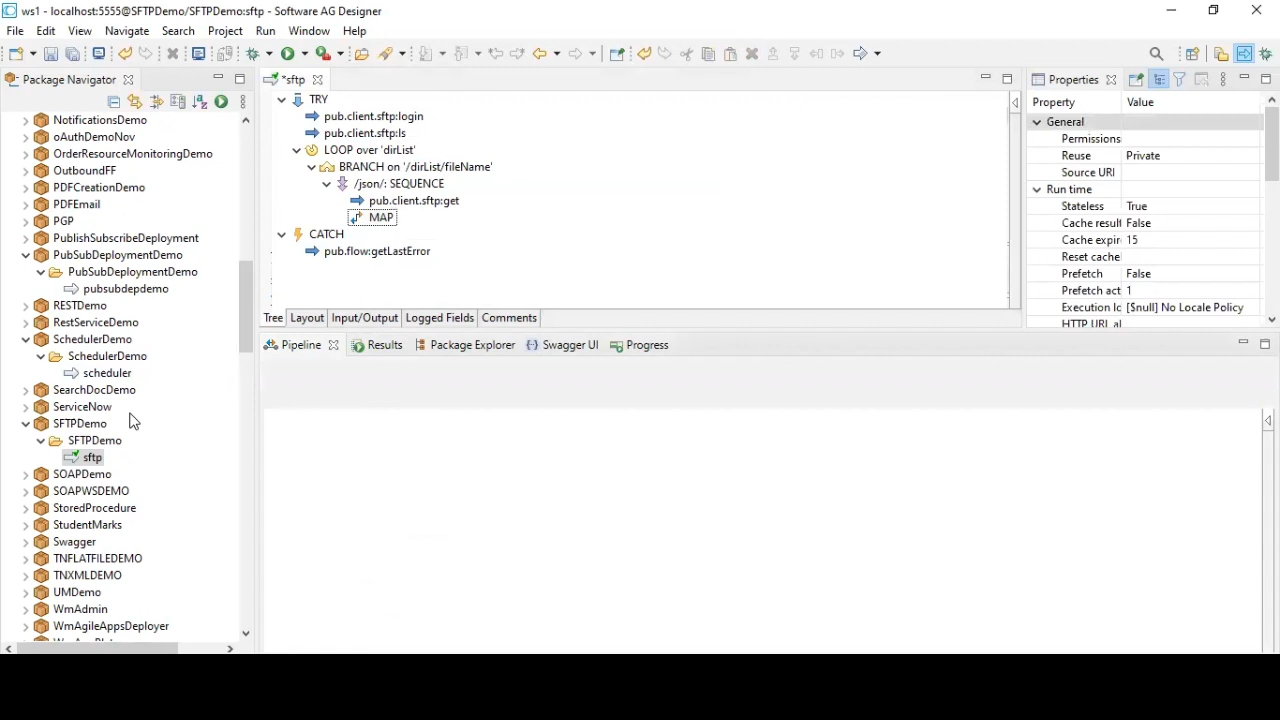 ws1 - localhost:5555@SFTPDemo/SFTPDemo:sftp - Software AG Designer
File Edit View Navigate Search Project Run Window Help
Package Navigator
NotificationsDemo
oAuthDemoNov
OrderResourceMonitoringDemo
OutboundFF
PDFCreationDemo
PDFEmail
PGP
PublishSubscribeDeployment
PubSubDeploymentDemo
PubSubDeploymentDemo
pubsubdepdemo
RESTDemo
RestServiceDemo
SchedulerDemo
SchedulerDemo
scheduler
SearchDocDemo
ServiceNow
SFTPDemo
SFTPDemo
sftp
SOAPDemo
SOAPWSDEMO
StoredProcedure
StudentMarks
Swagger
TNFLATFILEDEMO
TNXMLDEMO
UMDemo
WmAdmin
WmAgileAppsDeployer
*sftp
TRY
pub.client.sftp:login
pub.client.sftp:ls
LOOP over 'dirList'
BRANCH on '/dirList/fileName'
/json/: SEQUENCE
pub.client.sftp:get
MAP
CATCH
pub.flow:getLastError
Tree Layout Input/Output Logged Fields Comments
Pipeline Results Package Explorer Swagger UI Progress
Properties
Property Value
General
Permissions
Reuse Private
Source URI
Run time
Stateless True
Cache result False
Cache expir 15
Reset cache
Prefetch False
Prefetch act 1
Execution lo [$null] No Locale Policy
HTTP URL al